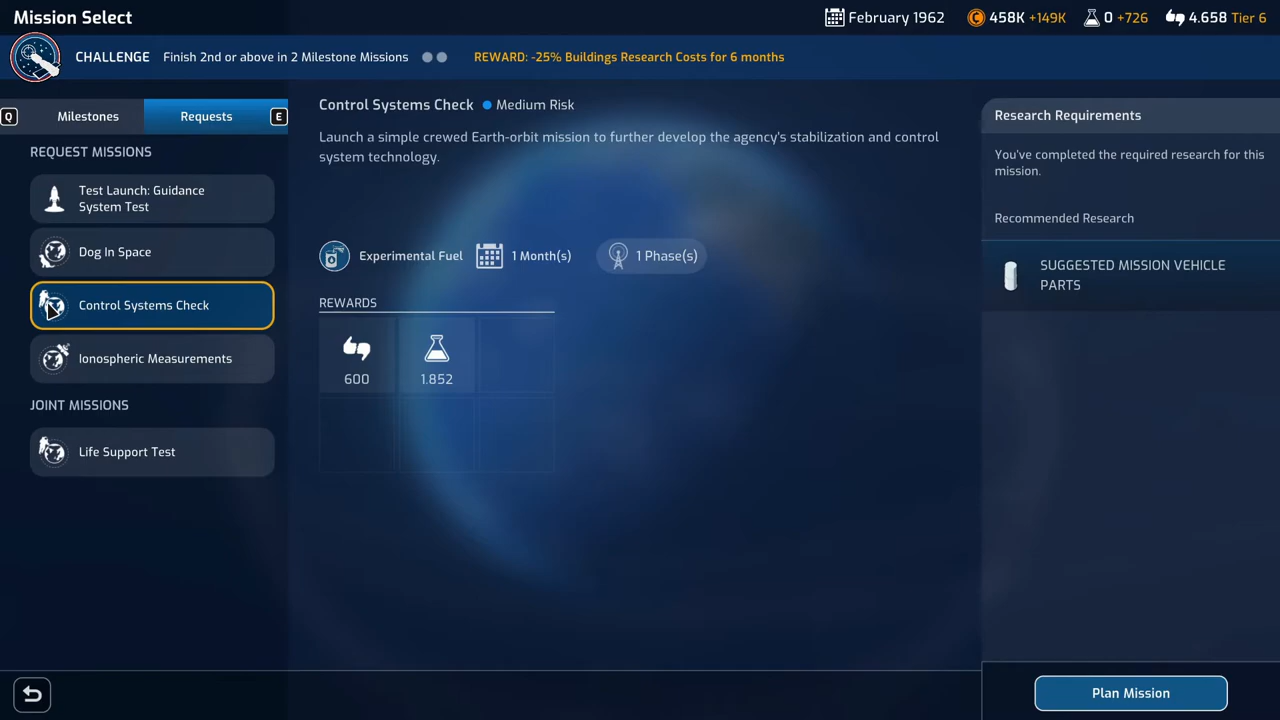 Mission Select
February 1962
458K +149K
0 +726
4.658 Tier 6
CHALLENGE Finish 2nd or above in 2 Milestone Missions
REWARD: -25% Buildings Research Costs for 6 months
Q
Milestones
Requests
E
REQUEST MISSIONS
Test Launch: Guidance
System Test
Dog In Space
Control Systems Check
Ionospheric Measurements
JOINT MISSIONS
Life Support Test
Control Systems Check
Medium Risk
Launch a simple crewed Earth-orbit mission to further develop the agency's stabilization and control
system technology.
Experimental Fuel
1 Month(s)
1 Phase(s)
REWARDS
600
1.852
Research Requirements
You've completed the required research for this
mission.
Recommended Research
SUGGESTED MISSION VEHICLE
PARTS
Plan Mission